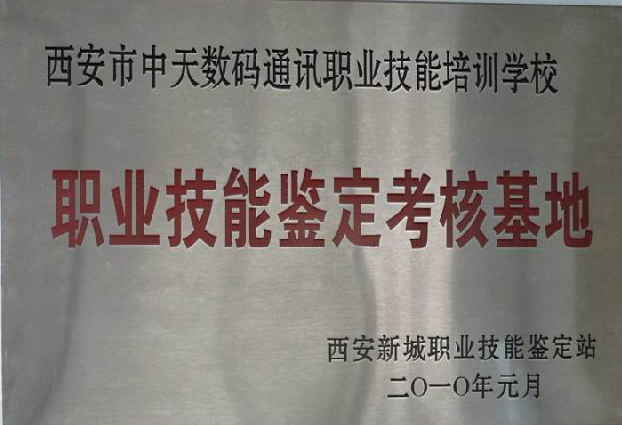 西安市中天数码通讯职业技能培训学校
职业技能鉴定考核基地
西安新城职业技能鉴定站
二〇一〇年元月